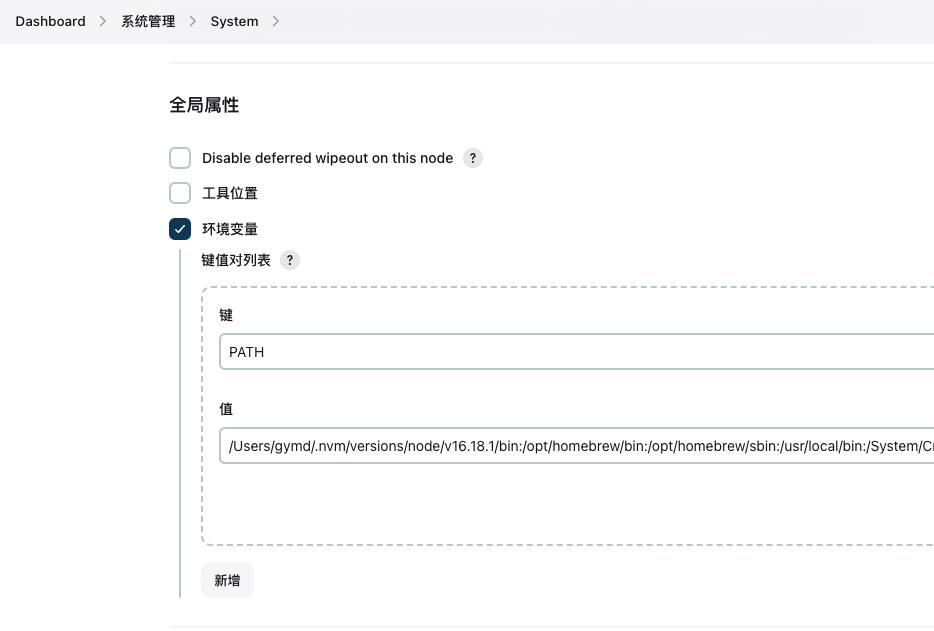 Dashboard > 系统管理 > System >
全局属性
Disable deferred wipeout on this node ?
工具位置
环境变量
键值对列表 ?
键
PATH
值
/Users/gymd/.nvm/versions/node/v16.18.1/bin:/opt/homebrew/bin:/opt/homebrew/sbin:/usr/local/bin:/System/Cr
新增